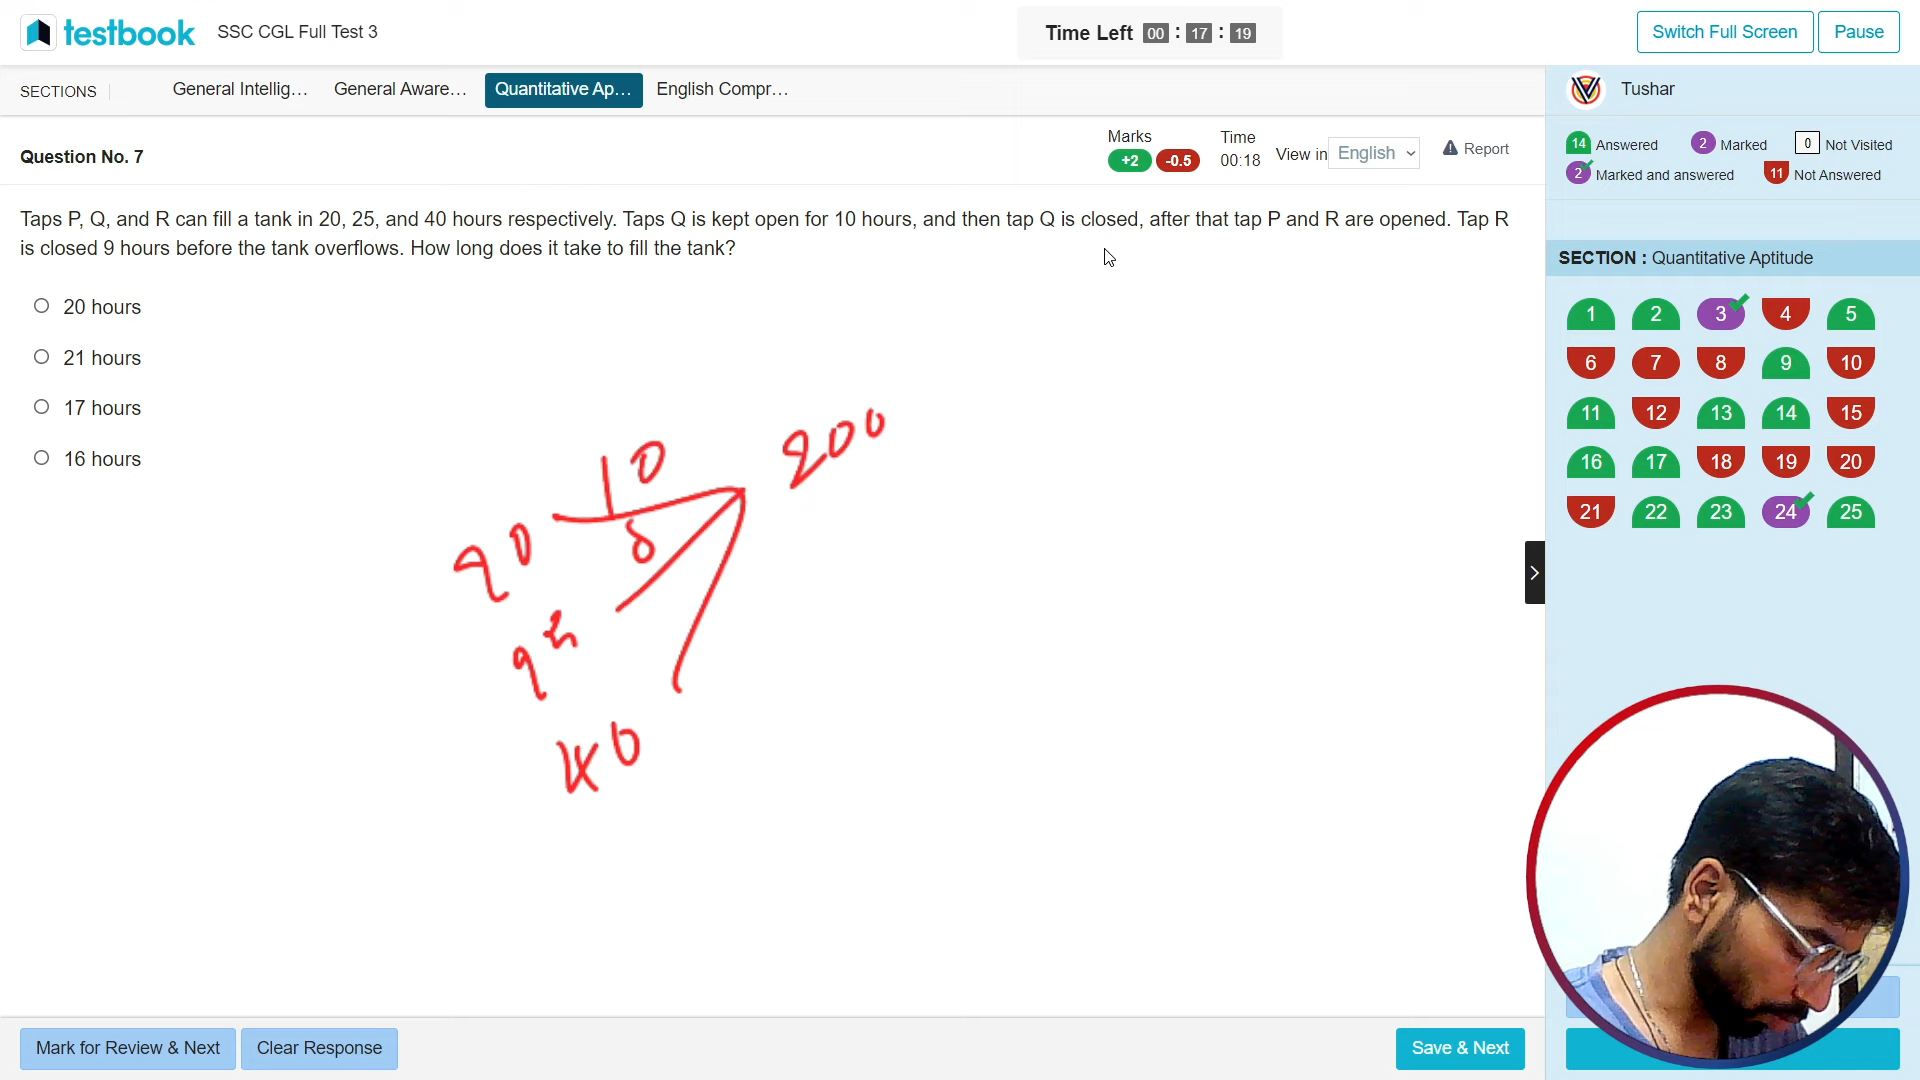 testbook SSC CGL Full Test 3 Time Left 00 : 17 : 19 Switch Full Screen Pause
SECTIONS General Intellig... General Aware... Quantitative Ap... English Compr... Tushar
Question No. 7 Marks +2 -0.5 Time 00:18 View in English Report
14 Answered 2 Marked 0 Not Visited
2 Marked and answered 11 Not Answered
Taps P, Q, and R can fill a tank in 20, 25, and 40 hours respectively. Taps Q is kept open for 10 hours, and then tap Q is closed, after that tap P and R are opened. Tap R
is closed 9 hours before the tank overflows. How long does it take to fill the tank?
20 hours
21 hours
17 hours
16 hours
SECTION : Quantitative Aptitude
1 2 3 4 5
6 7 8 9 10
11 12 13 14 15
16 17 18 19 20
21 22 23 24 25
10 200
20 8
25
40
Mark for Review & Next Clear Response Save & Next